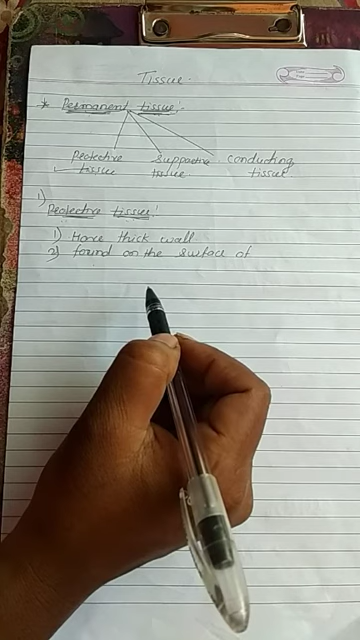 Tissue.
* Permanent tissue:-
Protective supportive conducting
tissue tissue tissue
1)
Protective tissue!
1) Have thick wall
2) found on the surface of